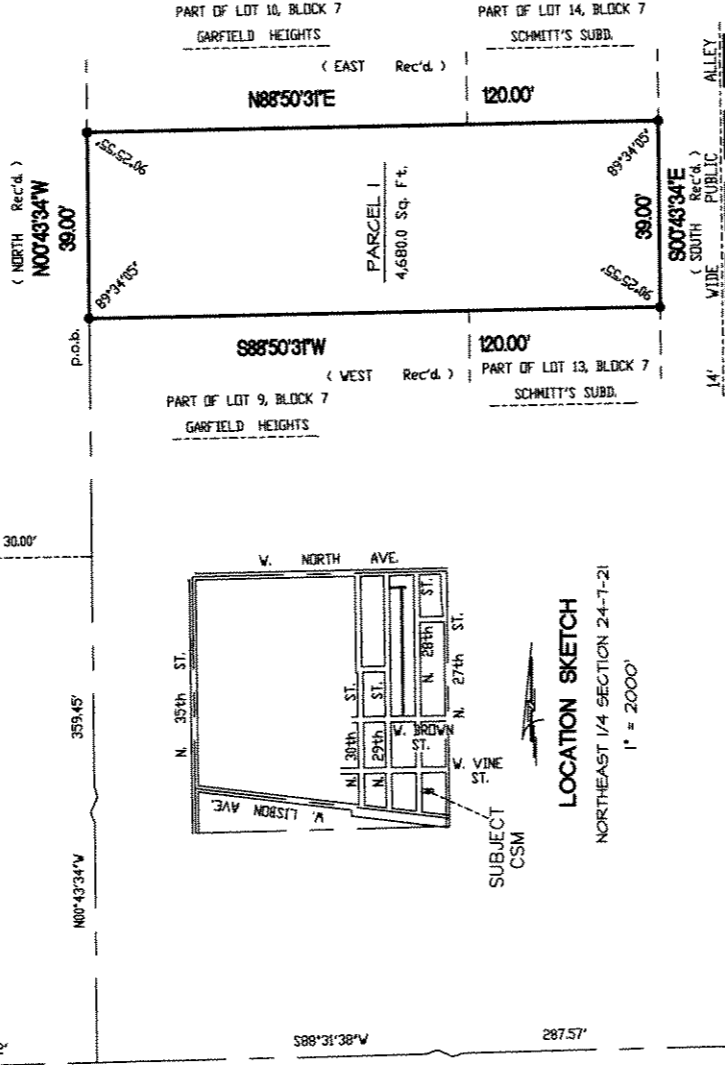 PART OF LOT 10, BLOCK 7
GARFIELD HEIGHTS
PART OF LOT 14, BLOCK 7
SCHMITT'S SUBD.
( EAST Rec'd. )
N88°50'31"E
120.00'
( NORTH Rec'd. )
N00°43'34"W
39.00'
90°25'55"
89°34'05"
89°34'05"
90°25'55"
PARCEL 1
4,680.0 Sq. Ft.
39.00'
S00°43'34"E
( SOUTH Rec'd. )
14' WIDE PUBLIC ALLEY
p.o.b.
S88°50'31"W
120.00'
( WEST Rec'd. )
PART OF LOT 9, BLOCK 7
GARFIELD HEIGHTS
PART OF LOT 13, BLOCK 7
SCHMITT'S SUBD.
30.00'
359.45'
N00°43'34"W
W. NORTH AVE.
N. 35th ST.
N. 30th ST.
N. 29th ST.
N. 28th ST.
N. 27th ST.
W. BROWN
ST.
W. VINE
ST.
W. LISBON AVE.
SUBJECT
CSM
LOCATION SKETCH
NORTHEAST 1/4 SECTION 24-7-21
1" = 2000'
S88°31'38"W
287.57'